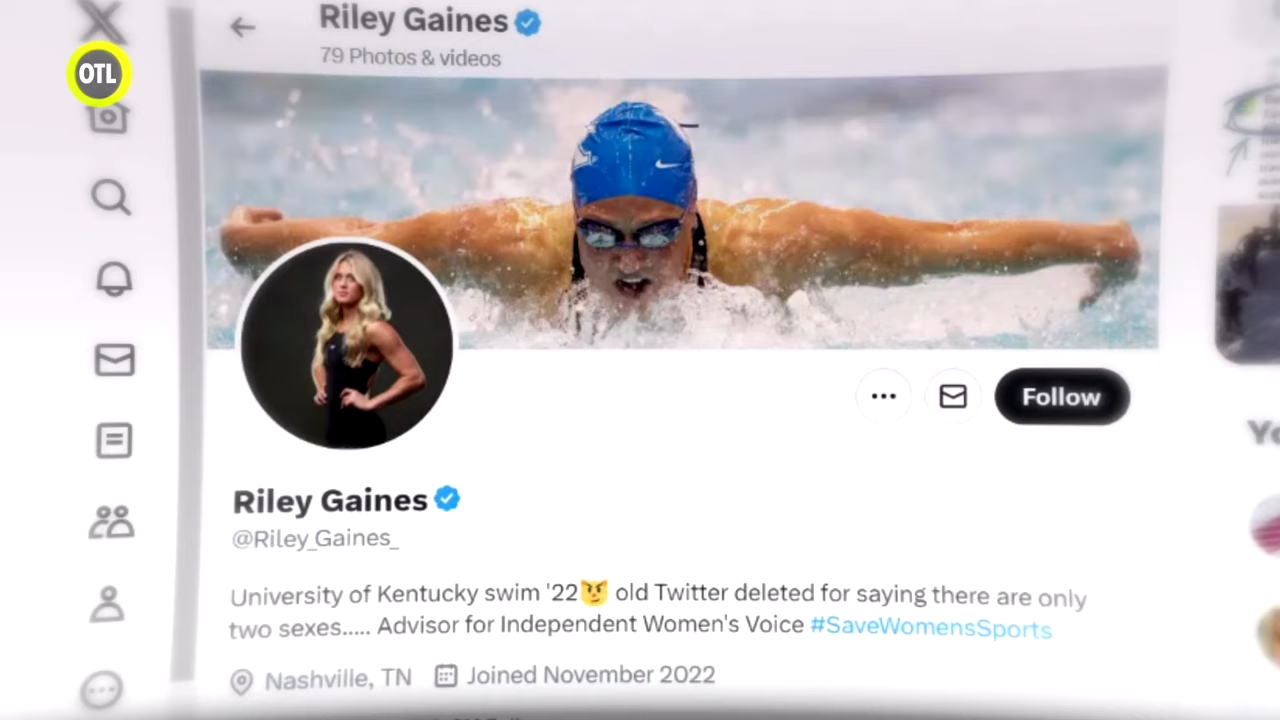 OTL
Riley Gaines
79 Photos & videos
Follow
Riley Gaines
@Riley_Gaines_
University of Kentucky swim '22😼 old Twitter deleted for saying there are only
two sexes..... Advisor for Independent Women's Voice #SaveWomensSports
Nashville, TN Joined November 2022